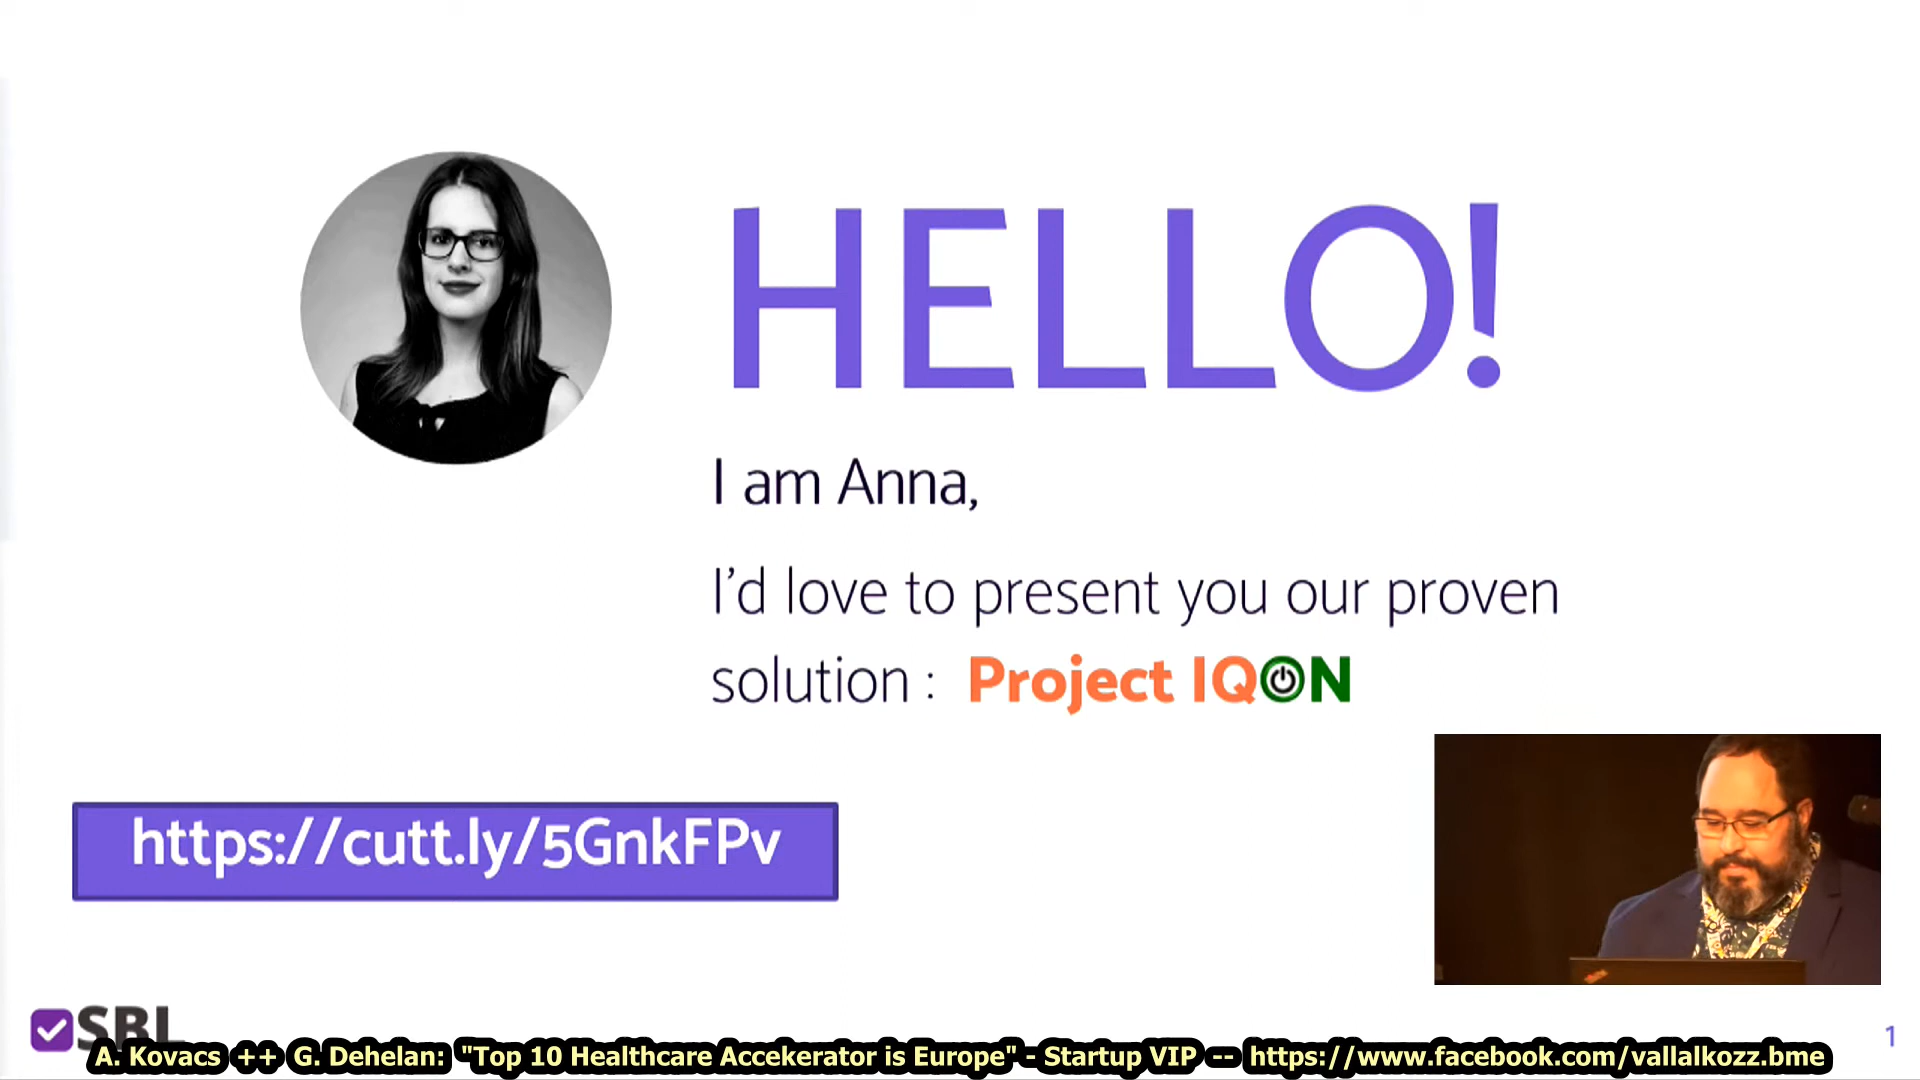 HELLO!
I am Anna,
I’d love to present you our proven
solution : Project IQON
https://cutt.ly/5GnkFPv
SBL
1
A. Kovacs ++ G. Dehelan: "Top 10 Healthcare Accekerator is Europe" - Startup VIP -- https://www.facebook.com/vallalkozz.bme